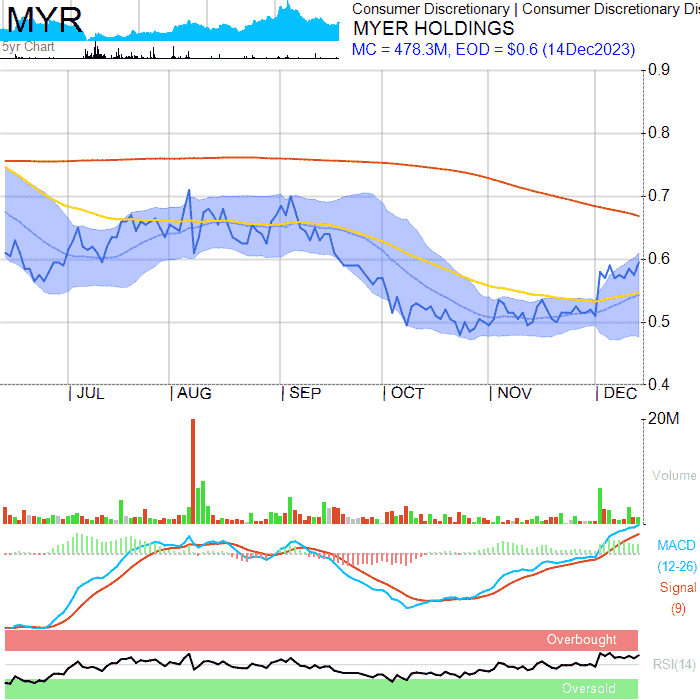 MYR
5yr Chart
Consumer Discretionary | Consumer Discretionary Dis
MYER HOLDINGS
MC = 478.3M, EOD = $0.6 (14Dec2023)
0.9
0.8
0.7
0.6
0.5
0.4
JUL AUG SEP OCT NOV DEC
20M
Volume
MACD
(12-26)
Signal
(9)
Overbought
RSI(14)
Oversold